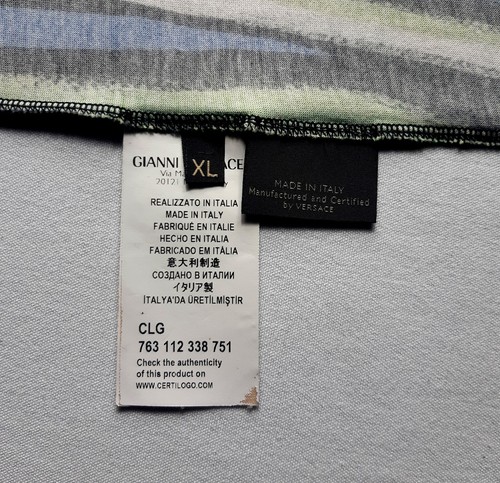 GIANNI
XL
Via
REALIZZATO IN ITALIA
MADE IN ITALY
FABRIQUÉ EN ITALIE
HECHO EN ITALIA
FABRICADO EM ITÁLIA
意大利制造
СОЗДАНО В ИТАЛИИ
イタリア製
İTALYA'DA ÜRETİLMİŞTİR
CLG
763 112 338 751
Check the authenticity
of this product on
WWW.CERTILOGO.COM
MADE IN ITALY
Manufactured and Certified
by VERSACE